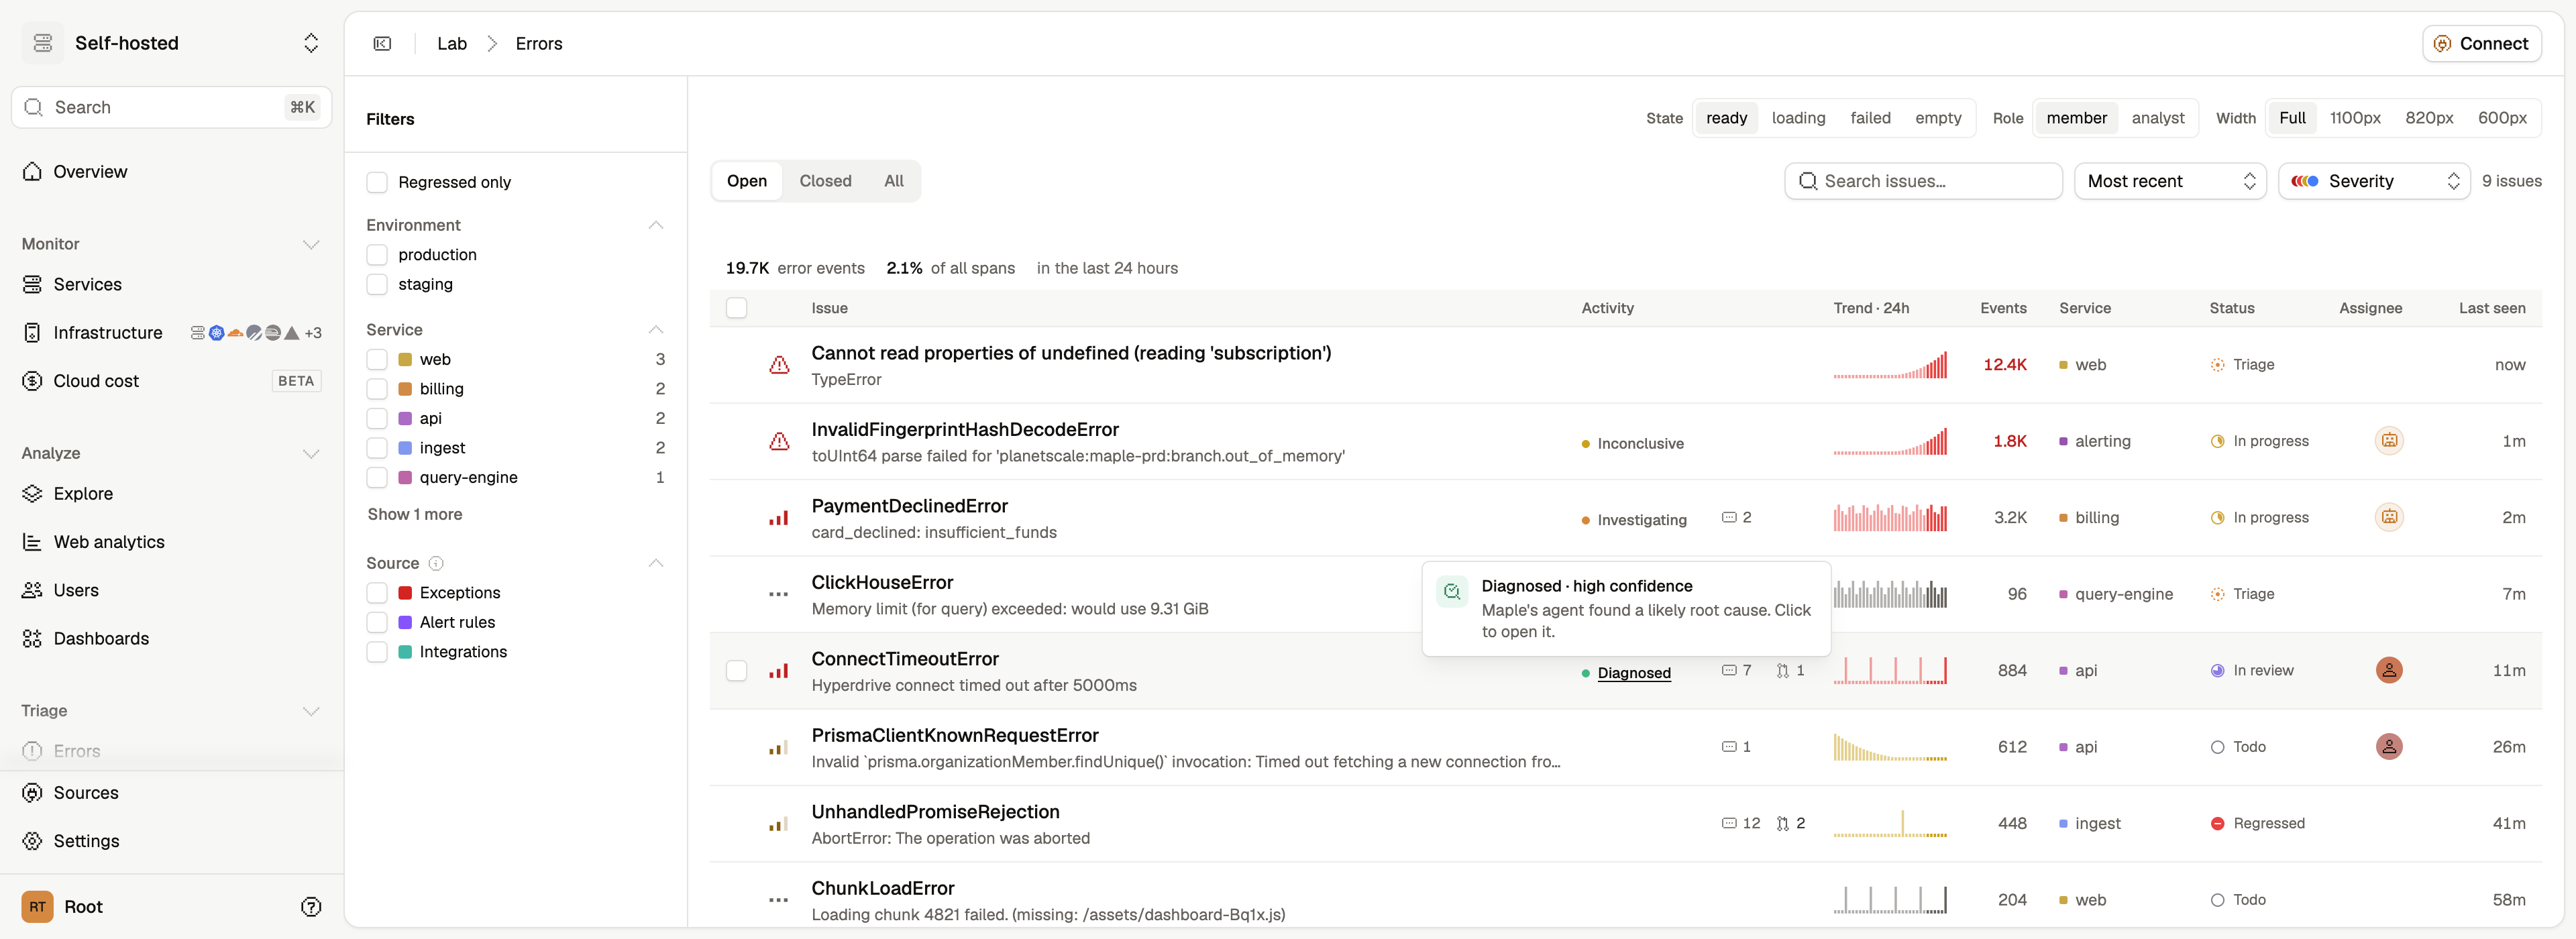 Self-hosted
Search ⌘K
Overview
Monitor
Services
Infrastructure +3
Cloud cost BETA
Analyze
Explore
Web analytics
Users
Dashboards
Triage
Errors
Sources
Settings
RT Root
Lab Errors
Connect
Filters
Regressed only
Environment
production
staging
Service
web 3
billing 2
api 2
ingest 2
query-engine 1
Show 1 more
Source
Exceptions
Alert rules
Integrations
State ready loading failed empty Role member analyst Width Full 1100px 820px 600px
Open Closed All
Search issues... Most recent Severity 9 issues
19.7K error events 2.1% of all spans in the last 24 hours
Issue Activity Trend · 24h Events Service Status Assignee Last seen
Cannot read properties of undefined (reading 'subscription')
TypeError
12.4K web Triage now
InvalidFingerprintHashDecodeError
toUInt64 parse failed for 'planetscale:maple-prd:branch.out_of_memory'
Inconclusive 1.8K alerting In progress 1m
PaymentDeclinedError
card_declined: insufficient_funds
Investigating 2 3.2K billing In progress 2m
ClickHouseError
Memory limit (for query) exceeded: would use 9.31 GiB
96 query-engine Triage 7m
Diagnosed · high confidence
Maple's agent found a likely root cause. Click
to open it.
ConnectTimeoutError
Hyperdrive connect timed out after 5000ms
Diagnosed 7 1 884 api In review 11m
PrismaClientKnownRequestError
Invalid `prisma.organizationMember.findUnique()` invocation: Timed out fetching a new connection fro...
1 612 api Todo 26m
UnhandledPromiseRejection
AbortError: The operation was aborted
12 2 448 ingest Regressed 41m
ChunkLoadError
Loading chunk 4821 failed. (missing: /assets/dashboard-Bq1x.js)
204 web Todo 58m